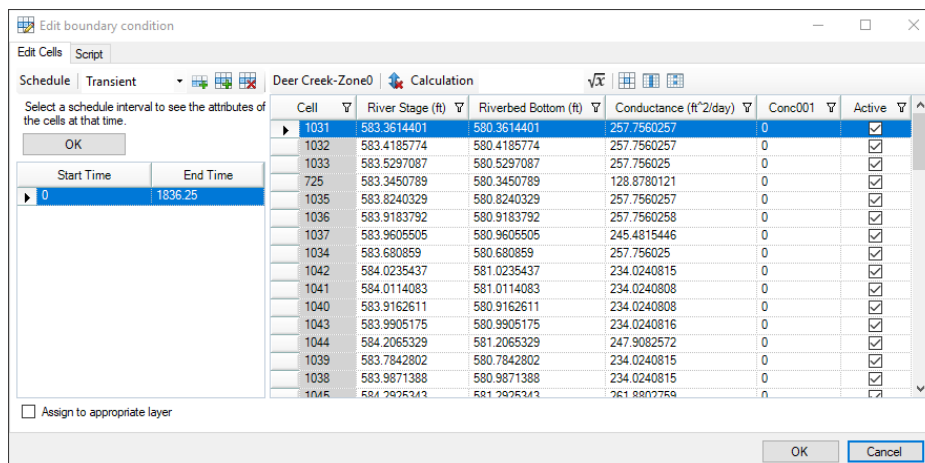 Edit boundary condition
Edit Cells Script
Schedule Transient Deer Creek-Zone0 Calculation √x
Select a schedule interval to see the attributes of
the cells at that time.
OK
Start Time End Time
0 1836.25
Cell River Stage (ft) Riverbed Bottom (ft) Conductance (ft^2/day) Conc001 Active
1031 583.3614401 580.3614401 257.7560257 0
1032 583.4185774 580.4185774 257.7560257 0
1033 583.5297087 580.5297087 257.756025 0
725 583.3450789 580.3450789 128.8780121 0
1035 583.8240329 580.8240329 257.7560257 0
1036 583.9183792 580.9183792 257.7560258 0
1037 583.9605505 580.9605505 245.4815446 0
1034 583.680859 580.680859 257.756025 0
1042 584.0235437 581.0235437 234.0240815 0
1041 584.0114083 581.0114083 234.0240808 0
1040 583.9162611 580.9162611 234.0240808 0
1043 583.9905175 580.9905175 234.0240816 0
1044 584.2065329 581.2065329 247.9082572 0
1039 583.7842802 580.7842802 234.0240815 0
1038 583.9871388 580.9871388 234.0240815 0
1045 584.2925343 581.2925343 261.8802759 0
Assign to appropriate layer
OK Cancel